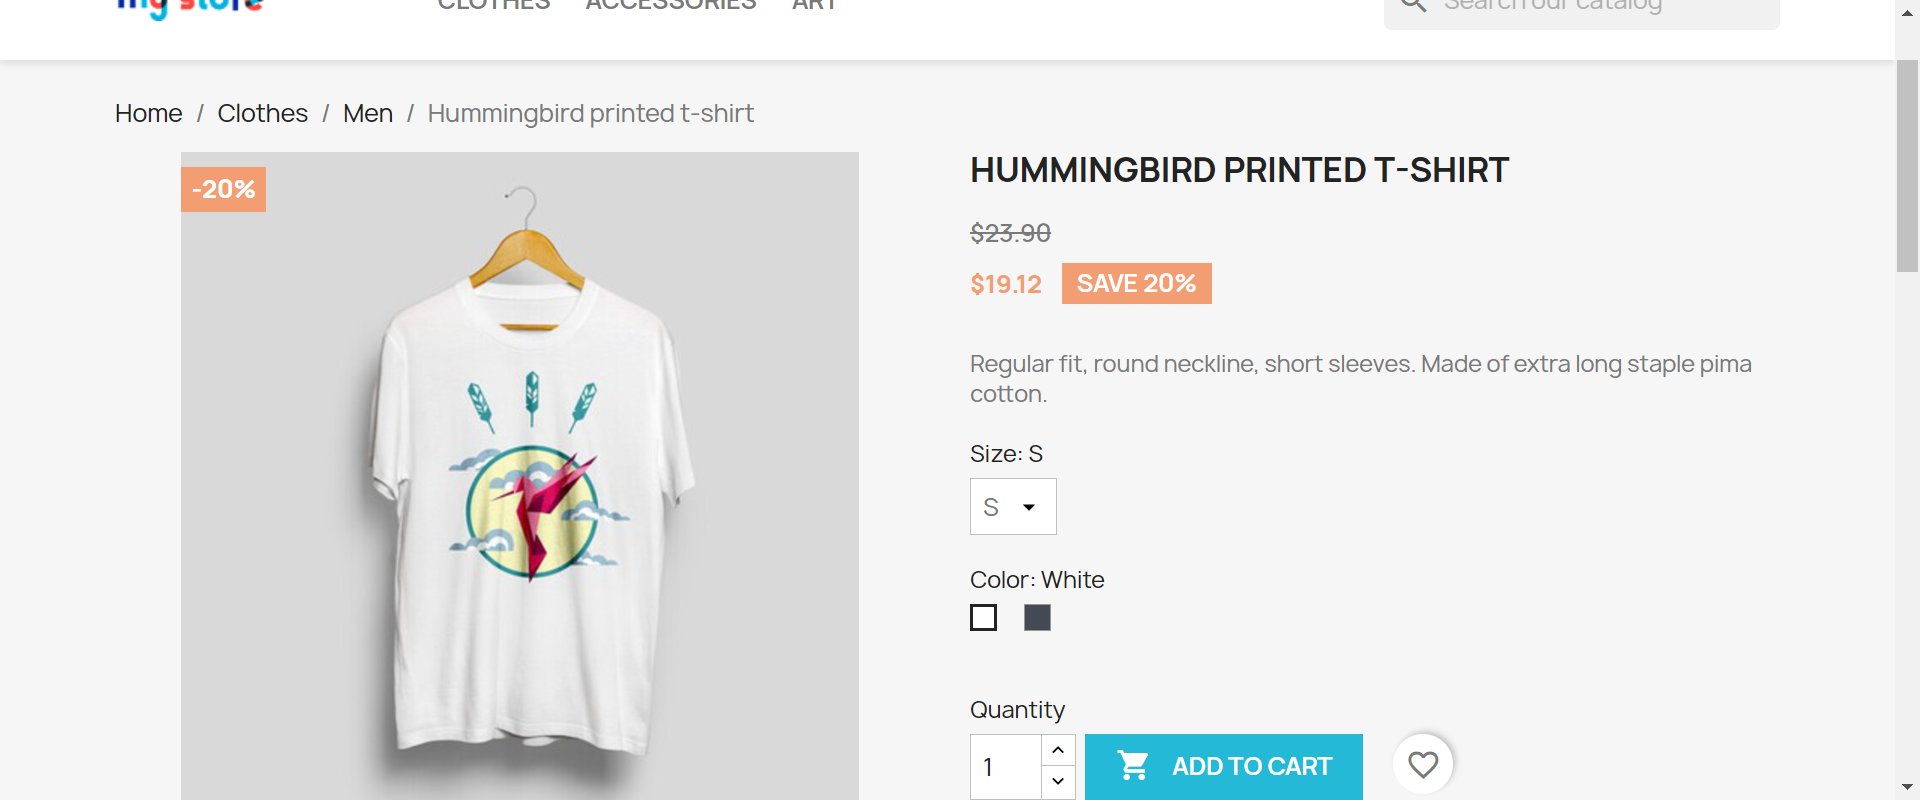 my store
CLOTHES ACCESSORIES ART
Search our catalog
Home / Clothes / Men / Hummingbird printed t-shirt
-20%
HUMMINGBIRD PRINTED T-SHIRT
$23.90
$19.12 SAVE 20%
Regular fit, round neckline, short sleeves. Made of extra long staple pima
cotton.
Size: S
S
Color: White
Quantity
1
ADD TO CART